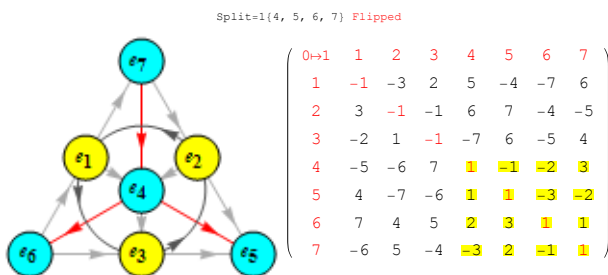 Split=1{4, 5, 6, 7} Flipped
e7
e1 e2
e4
e6 e3 e5
0↦1 1 2 3 4 5 6 7
1 -1 -3 2 5 -4 -7 6
2 3 -1 -1 6 7 -4 -5
3 -2 1 -1 -7 6 -5 4
4 -5 -6 7 1 -1 -2 3
5 4 -7 -6 1 1 -3 -2
6 7 4 5 2 3 1 1
7 -6 5 -4 -3 2 -1 1